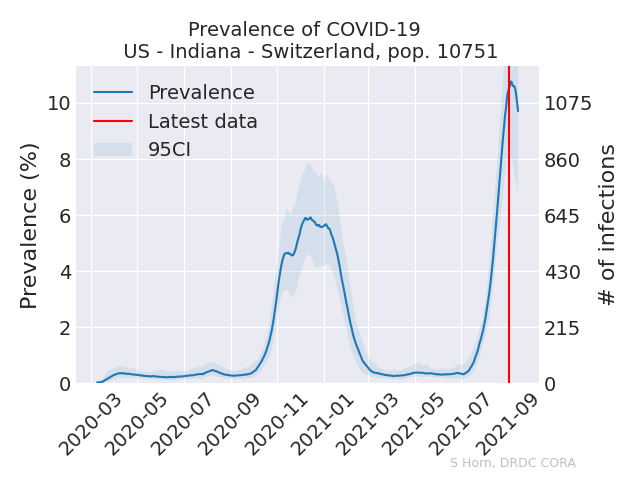 Prevalence of COVID-19
US - Indiana - Switzerland, pop. 10751
Prevalence
Latest data
95CI
Prevalence (%)
10
8
6
4
2
0
1075
860
645
430
215
0
# of infections
2020-03
2020-05
2020-07
2020-09
2020-11
2021-01
2021-03
2021-05
2021-07
2021-09
S Horn, DRDC CORA